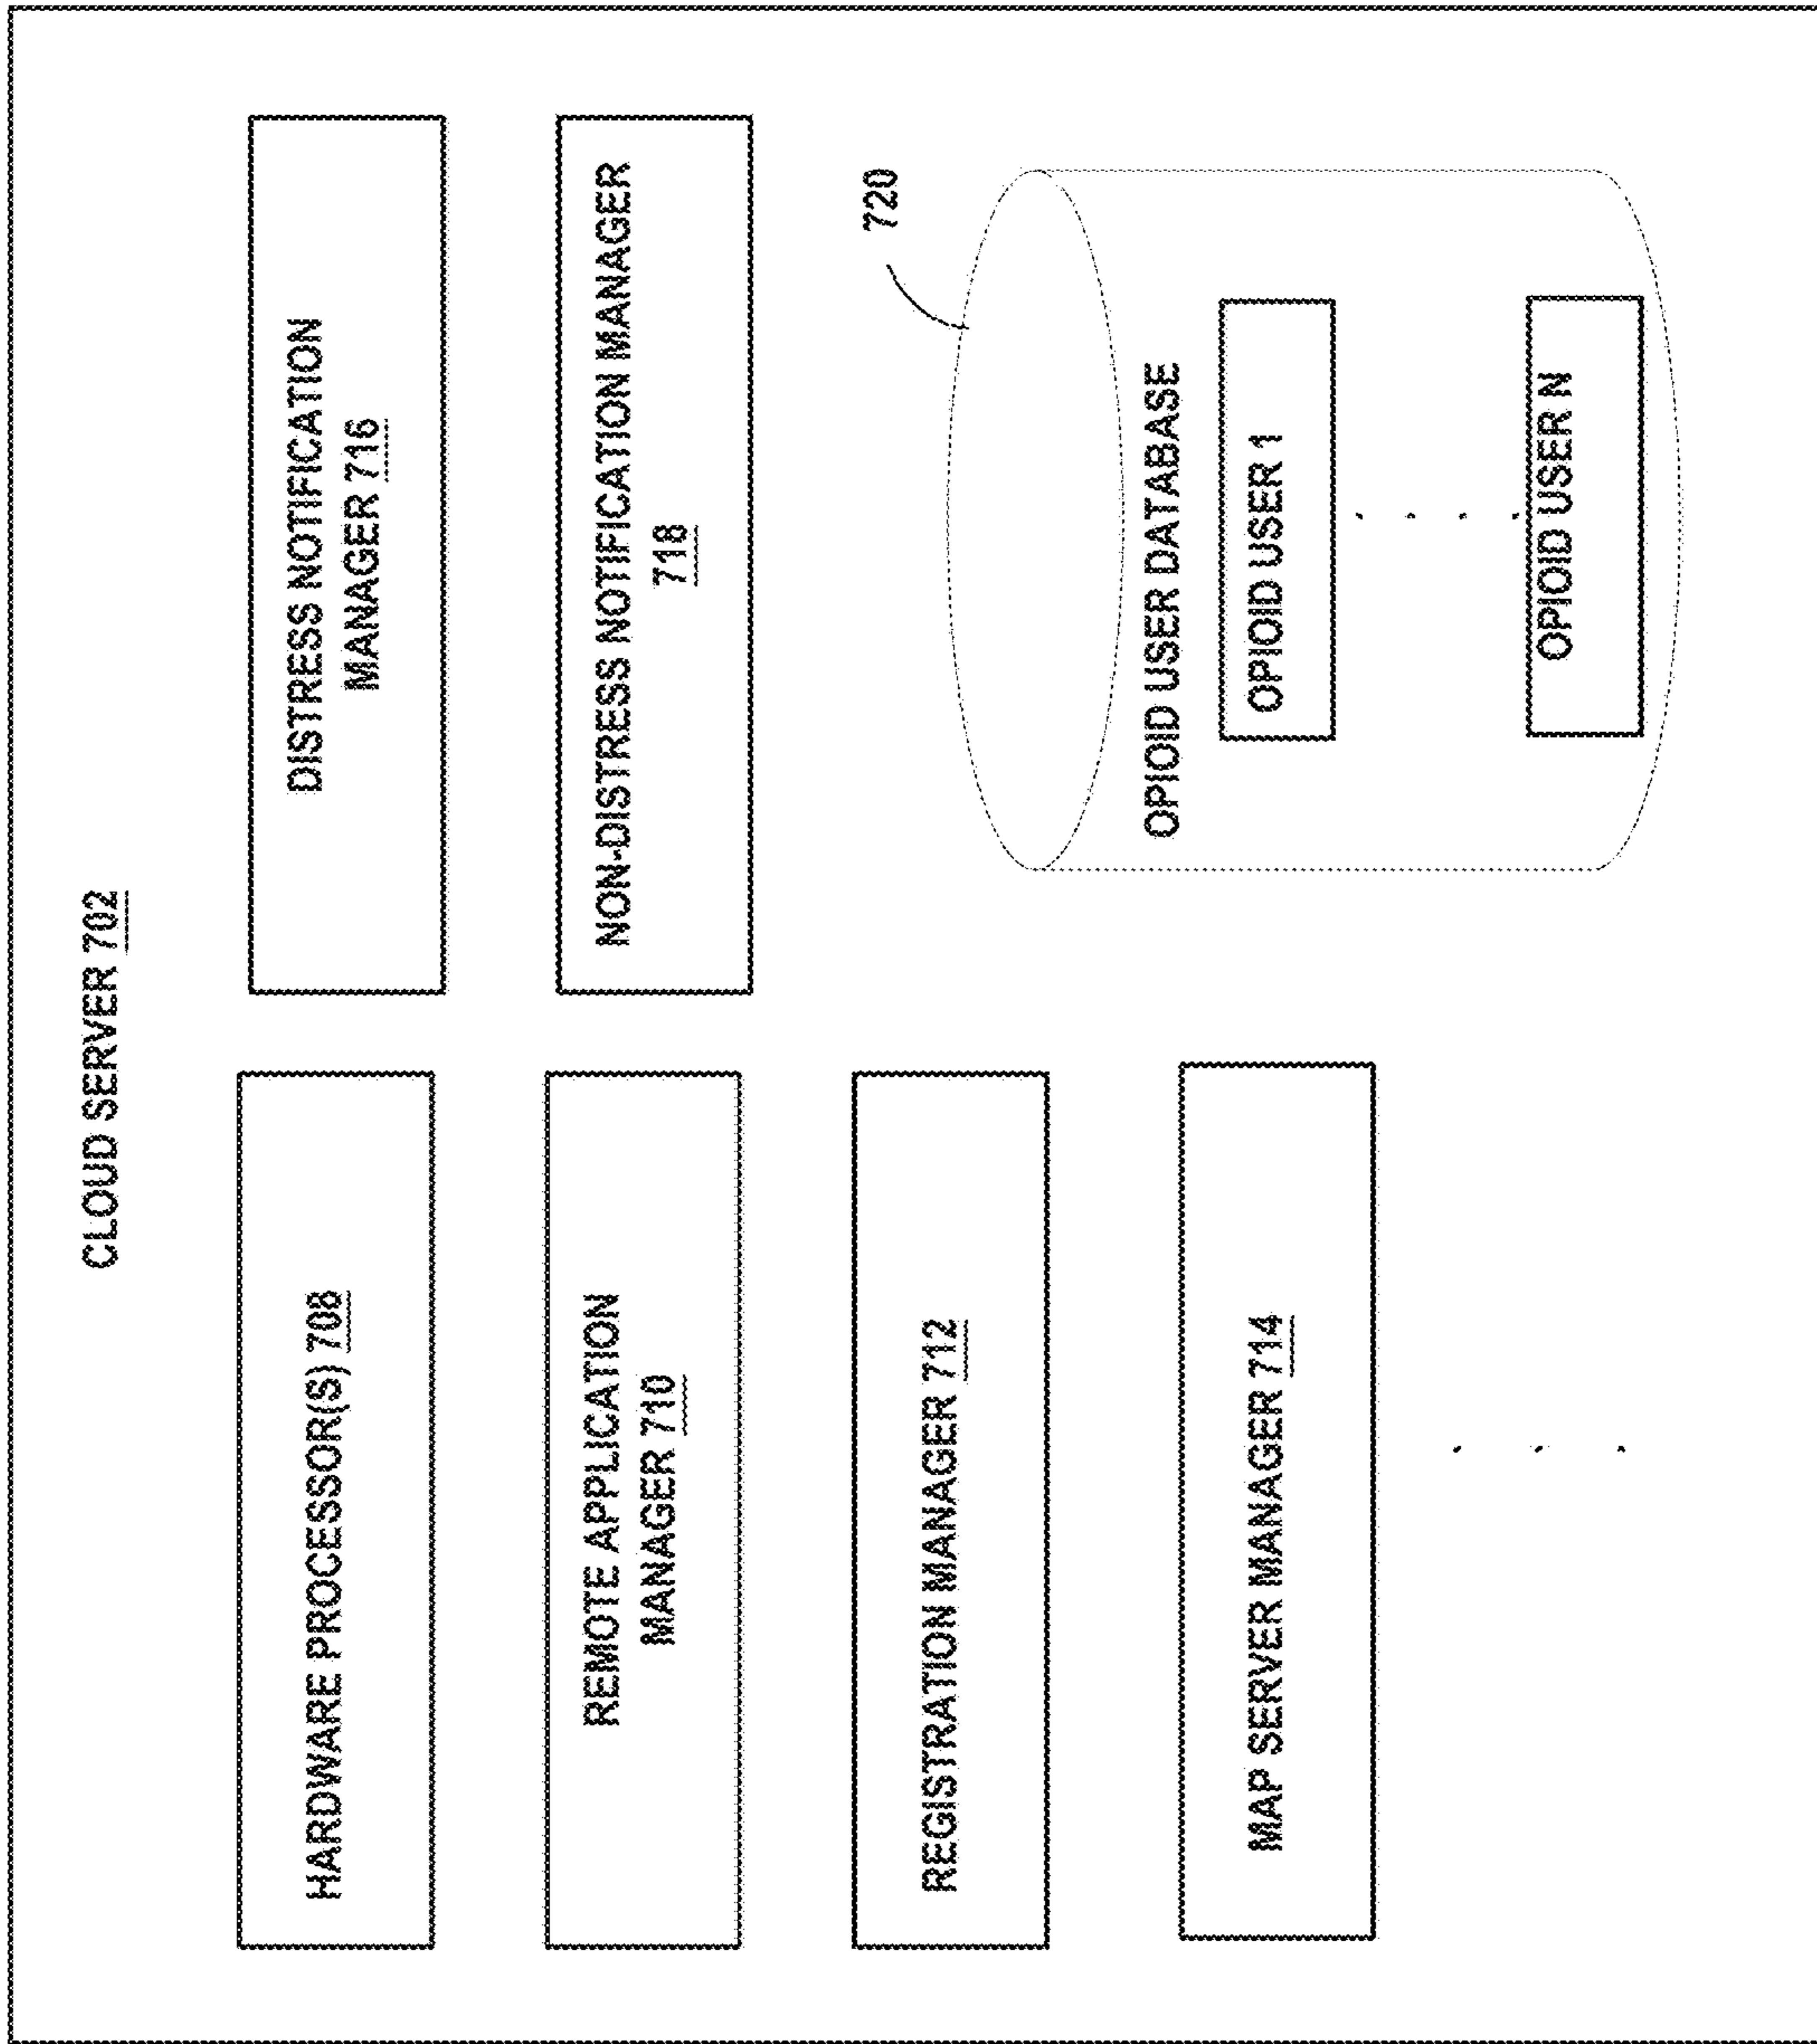 CLOUD SERVER 702
HARDWARE PROCESSOR(S) 708
REMOTE APPLICATION
MANAGER 710
REGISTRATION MANAGER 712
MAP SERVER MANAGER 714
DISTRESS NOTIFICATION
MANAGER 716
NON-DISTRESS NOTIFICATION MANAGER
718
720
OPIOID USER DATABASE
OPIOID USER 1
OPIOID USER N